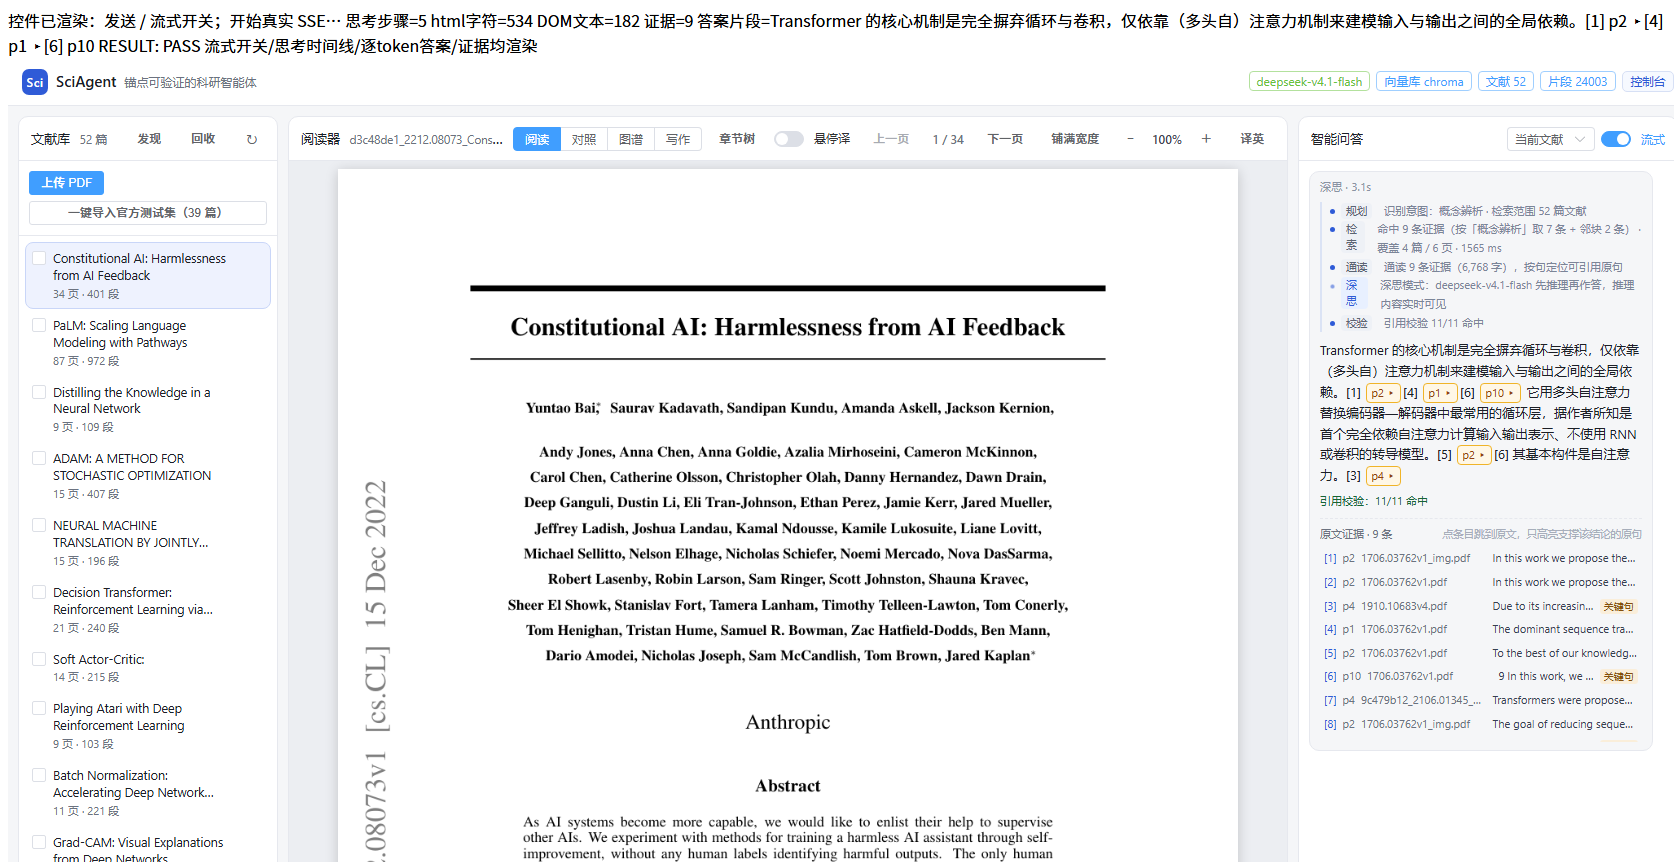 控件已渲染：发送 / 流式开关；开始真实 SSE··· 思考步骤=5 html字符=534 DOM文本=182 证据=9 答案片段=Transformer 的核心机制是完全摒弃循环与卷积，仅依靠（多头自）注意力机制来建模输入与输出之间的全局依赖。[1] p2 ▸[4]
p1 ▸[6] p10 RESULT: PASS 流式开关/思考时间线/逐token答案/证据均渲染
Sci SciAgent 锚点可验证的科研智能体
deepseek-v4.1-flash 向量库 chroma 文献 52 片段 24003 控制台
文献库 52 篇 发现 回收 ↻
上传 PDF
一键导入官方测试集（39 篇）
Constitutional AI: Harmlessness
from AI Feedback
34 页 · 401 段
PaLM: Scaling Language
Modeling with Pathways
87 页 · 972 段
Distilling the Knowledge in a
Neural Network
9 页 · 109 段
ADAM: A METHOD FOR
STOCHASTIC OPTIMIZATION
15 页 · 407 段
NEURAL MACHINE
TRANSLATION BY JOINTLY...
15 页 · 196 段
Decision Transformer:
Reinforcement Learning via...
21 页 · 240 段
Soft Actor-Critic:
14 页 · 215 段
Playing Atari with Deep
Reinforcement Learning
9 页 · 103 段
Batch Normalization:
Accelerating Deep Network...
11 页 · 221 段
Grad-CAM: Visual Explanations
from Deep Networks
阅读器 d3c48de1_2212.08073_Cons... 阅读 对照 图谱 写作 章节树 悬停译 上一页 1 / 34 下一页 铺满宽度 − 100% + 译英
Constitutional AI: Harmlessness from AI Feedback
Yuntao Bai,* Saurav Kadavath, Sandipan Kundu, Amanda Askell, Jackson Kernion,
Andy Jones, Anna Chen, Anna Goldie, Azalia Mirhoseini, Cameron McKinnon,
Carol Chen, Catherine Olsson, Christopher Olah, Danny Hernandez, Dawn Drain,
Deep Ganguli, Dustin Li, Eli Tran-Johnson, Ethan Perez, Jamie Kerr, Jared Mueller,
Jeffrey Ladish, Joshua Landau, Kamal Ndousse, Kamile Lukosuite, Liane Lovitt,
Michael Sellitto, Nelson Elhage, Nicholas Schiefer, Noemi Mercado, Nova DasSarma,
Robert Lasenby, Robin Larson, Sam Ringer, Scott Johnston, Shauna Kravec,
Sheer El Showk, Stanislav Fort, Tamera Lanham, Timothy Telleen-Lawton, Tom Conerly,
Tom Henighan, Tristan Hume, Samuel R. Bowman, Zac Hatfield-Dodds, Ben Mann,
Dario Amodei, Nicholas Joseph, Sam McCandlish, Tom Brown, Jared Kaplan*
Anthropic
Abstract
As AI systems become more capable, we would like to enlist their help to supervise
other AIs. We experiment with methods for training a harmless AI assistant through self-
improvement, without any human labels identifying harmful outputs. The only human
2.08073v1 [cs.CL] 15 Dec 2022
智能问答 当前文献 流式
深思 · 3.1s
规划 识别意图：概念辨析 · 检索范围 52 篇文献
检索 命中 9 条证据（按「概念辨析」取 7 条 + 邻块 2 条） ·
覆盖 4 篇 / 6 页 · 1565 ms
通读 通读 9 条证据（6,768 字），按句定位可引用原句
深思 深思模式：deepseek-v4.1-flash 先推理再作答，推理
内容实时可见
校验 引用校验 11/11 命中
Transformer 的核心机制是完全摒弃循环与卷积，仅依靠
（多头自）注意力机制来建模输入与输出之间的全局依
赖。[1] p2 ▸ [4] p1 ▸ [6] p10 ▸ 它用多头自注意力
替换编码器—解码器中最常用的循环层，据作者所知是
首个完全依赖自注意力计算输入输出表示、不使用 RNN
或卷积的转导模型。[5] p2 ▸ [6] 其基本构件是自注意
力。[3] p4 ▸
引用校验：11/11 命中
原文证据 · 9 条 点条目跳到原文，只高亮支撑该结论的原句
[1] p2 1706.03762v1_img.pdf In this work we propose the...
[2] p2 1706.03762v1.pdf In this work we propose the...
[3] p4 1910.10683v4.pdf Due to its increasin... 关键句
[4] p1 1706.03762v1.pdf The dominant sequence tra...
[5] p2 1706.03762v1.pdf To the best of our knowledg...
[6] p10 1706.03762v1.pdf 9 In this work, we ... 关键句
[7] p4 9c479b12_2106.01345_... Transformers were propose...
[8] p2 1706.03762v1_img.pdf The goal of reducing seque...